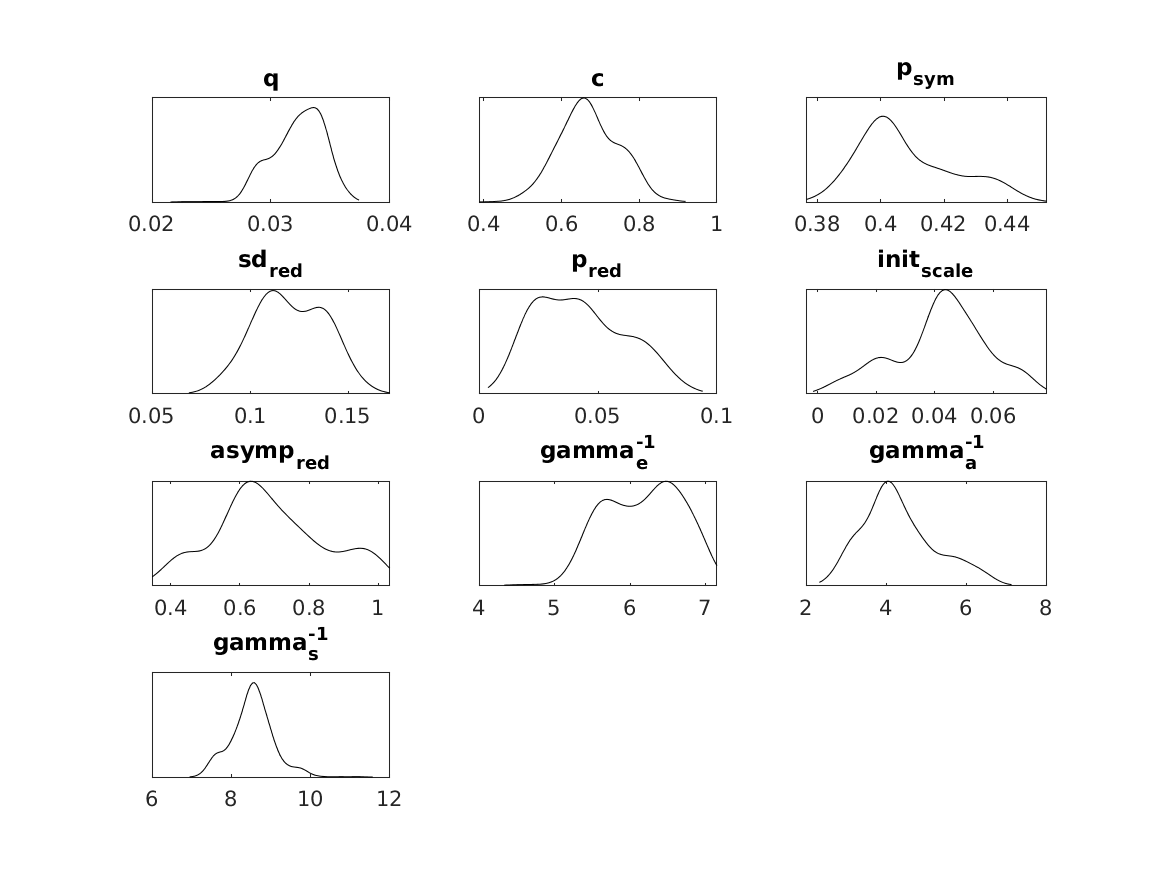 q c p_sym
0.02 0.03 0.04 0.4 0.6 0.8 1 0.38 0.4 0.42 0.44
sd_red p_red init_scale
0.05 0.1 0.15 0 0.05 0.1 0 0.02 0.04 0.06
asymp_red gamma_e^-1 gamma_a^-1
0.4 0.6 0.8 1 4 5 6 7 2 4 6 8
gamma_s^-1
6 8 10 12